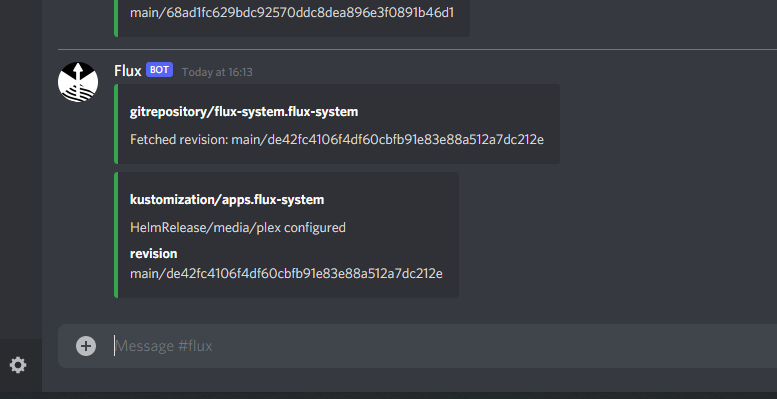 main/68ad1fc629bdc92570ddc8dea896e3f0891b46d1
Flux BOT Today at 16:13
gitrepository/flux-system.flux-system
Fetched revision: main/de42fc4106f4df60cbfb91e83e88a512a7dc212e
kustomization/apps.flux-system
HelmRelease/media/plex configured
revision
main/de42fc4106f4df60cbfb91e83e88a512a7dc212e
Message #flux